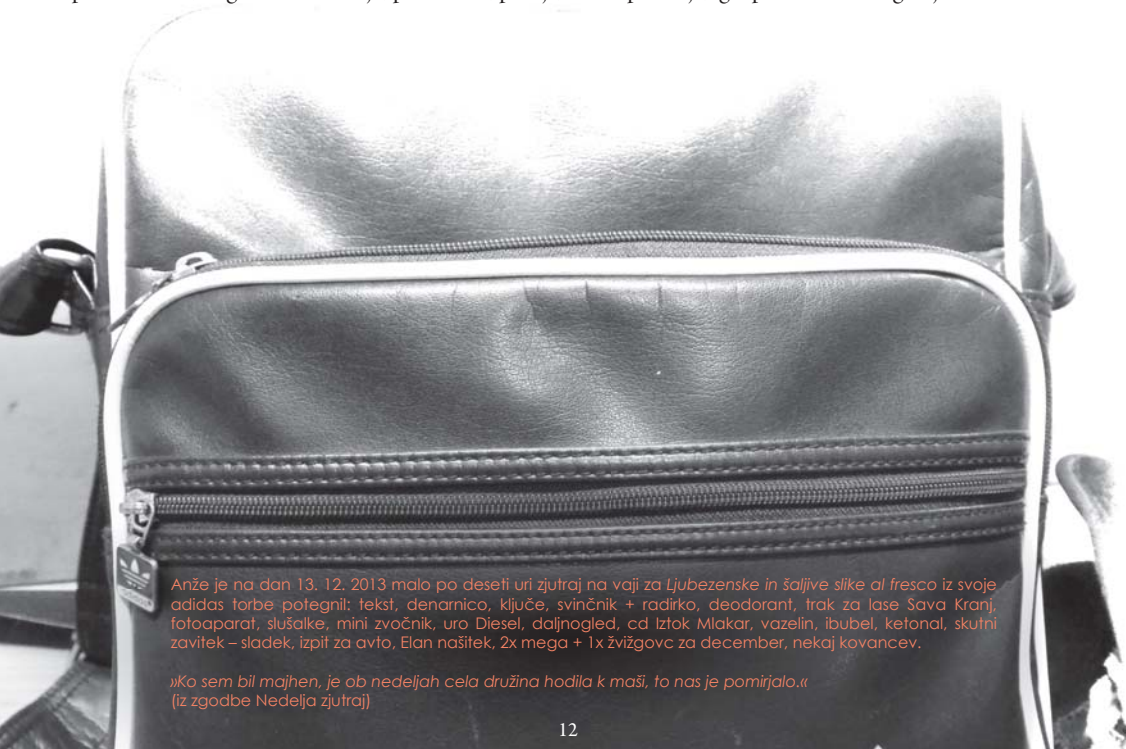 Anže je na dan 13. 12. 2013 malo po deseti uri zjutraj na vaji za Ljubezenske in šaljive slike al fresco iz svoje
adidas torbe potegnil: tekst, denarnico, ključe, svinčnik + radirko, deodorant, trak za lase Sava Kranj,
fotoaparat, slušalke, mini zvočnik, uro Diesel, daljnogled, cd Iztok Mlakar, vazelin, ibubel, ketonal, skutni
zavitek – sladek, izpit za avto, Elan našitek, 2x mega + 1x žvižgovc za december, nekaj kovancev.
»Ko sem bil majhen, je ob nedeljah cela družina hodila k maši, to nas je pomirjalo.«
(iz zgodbe Nedelja zjutraj)
12